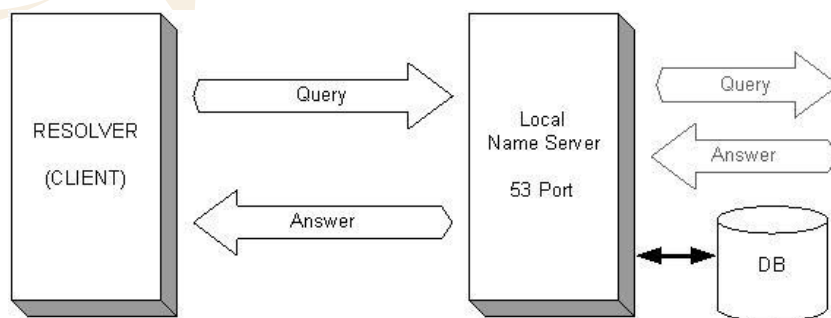 RESOLVER
(CLIENT)
Query
Answer
Local
Name Server
53 Port
Query
Answer
DB